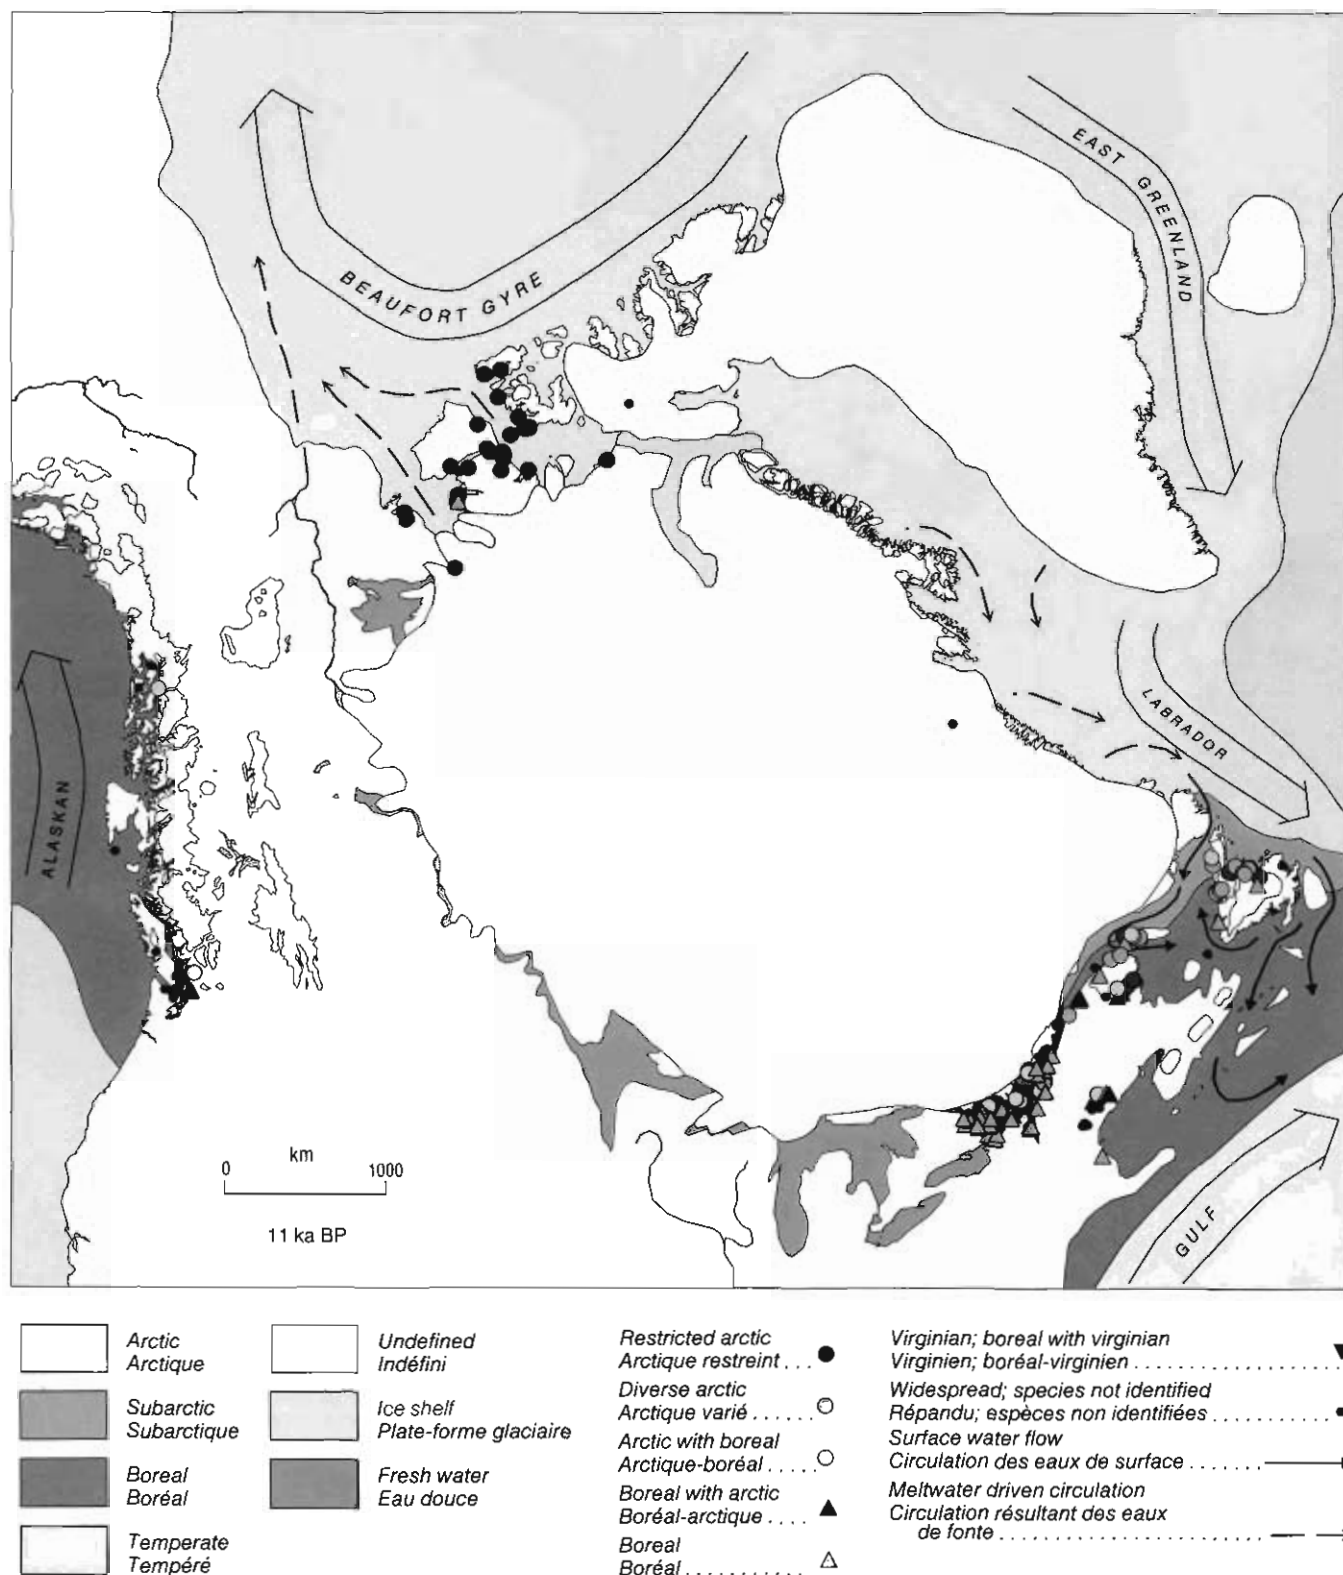 EAST GREENLAND
BEAUFORT GYRE
LABRADOR
ALASKAN
GULF
km
0 1000
11 ka BP
Arctic
Arctique
Subarctic
Subarctique
Boreal
Boréal
Temperate
Tempéré
Undefined
Indéfini
Ice shelf
Plate-forme glaciaire
Fresh water
Eau douce
Restricted arctic
Arctique restreint . . .
Diverse arctic
Arctique varié . . . .
Arctic with boreal
Arctique-boréal . . . .
Boreal with arctic
Boréal-arctique . . . .
Boreal
Boréal . . . . . . . . . . .
Virginian; boreal with virginian
Virginien; boréal-virginien . . . . . . . . . . . . . . . . .
Widespread; species not identified
Répandu; espèces non identifiées . . . . . . . . .
Surface water flow
Circulation des eaux de surface . . . . . . .
Meltwater driven circulation
Circulation résultant des eaux
de fonte . . . . . . . . . . . . . . . . . . . . .